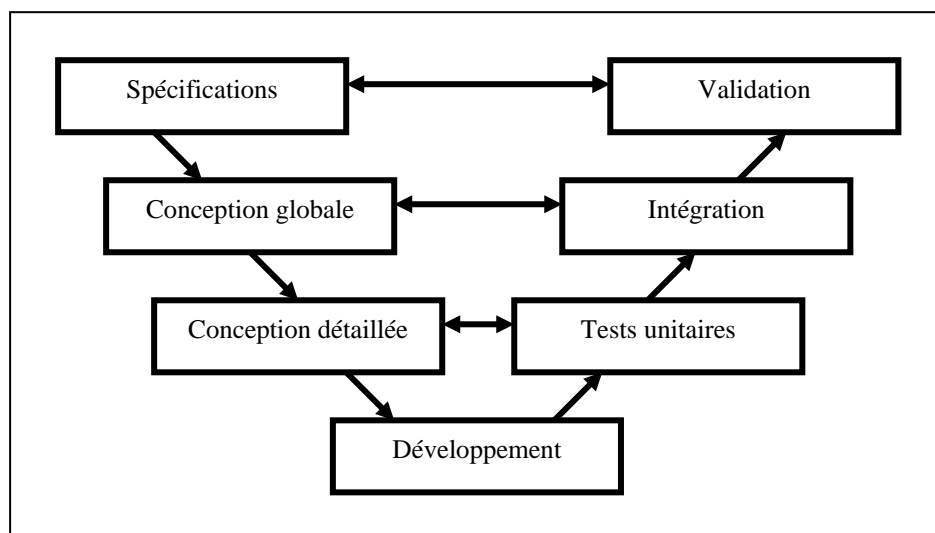 Spécifications
Validation
Conception globale
Intégration
Conception détaillée
Tests unitaires
Développement